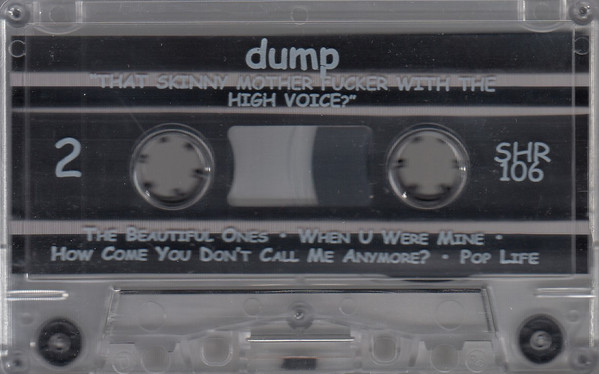 dump
"THAT SKINNY MOTHER FUCKER WITH THE
HIGH VOICE?"
2
SHR
106
THE BEAUTIFUL ONES • WHEN U WERE MINE •
HOW COME YOU DON'T CALL ME ANYMORE? • POP LIFE